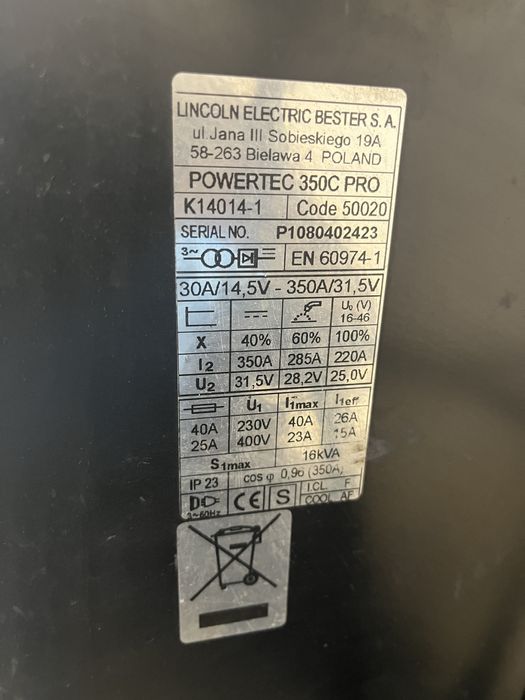 LINCOLN ELECTRIC BESTER S.A.
ul.Jana III Sobieskiego 19A
58-263 Bielawa 4 POLAND
POWERTEC 350C PRO
K14014-1 Code 50020
SERIAL NO. P1080402423
3~ EN 60974-1
30A/14,5V - 350A/31,5V
U₀ (V)
16-46
X 40% 60% 100%
I₂ 350A 285A 220A
U₂ 31,5V 28,2V 25,0V
U₁ I₁max I₁eff
40A 230V 40A 26A
25A 400V 23A 15A
S₁max 16kVA
IP 23 cos φ 0,96 (350A)
3~60Hz CE S I.CL. F
COOL AF